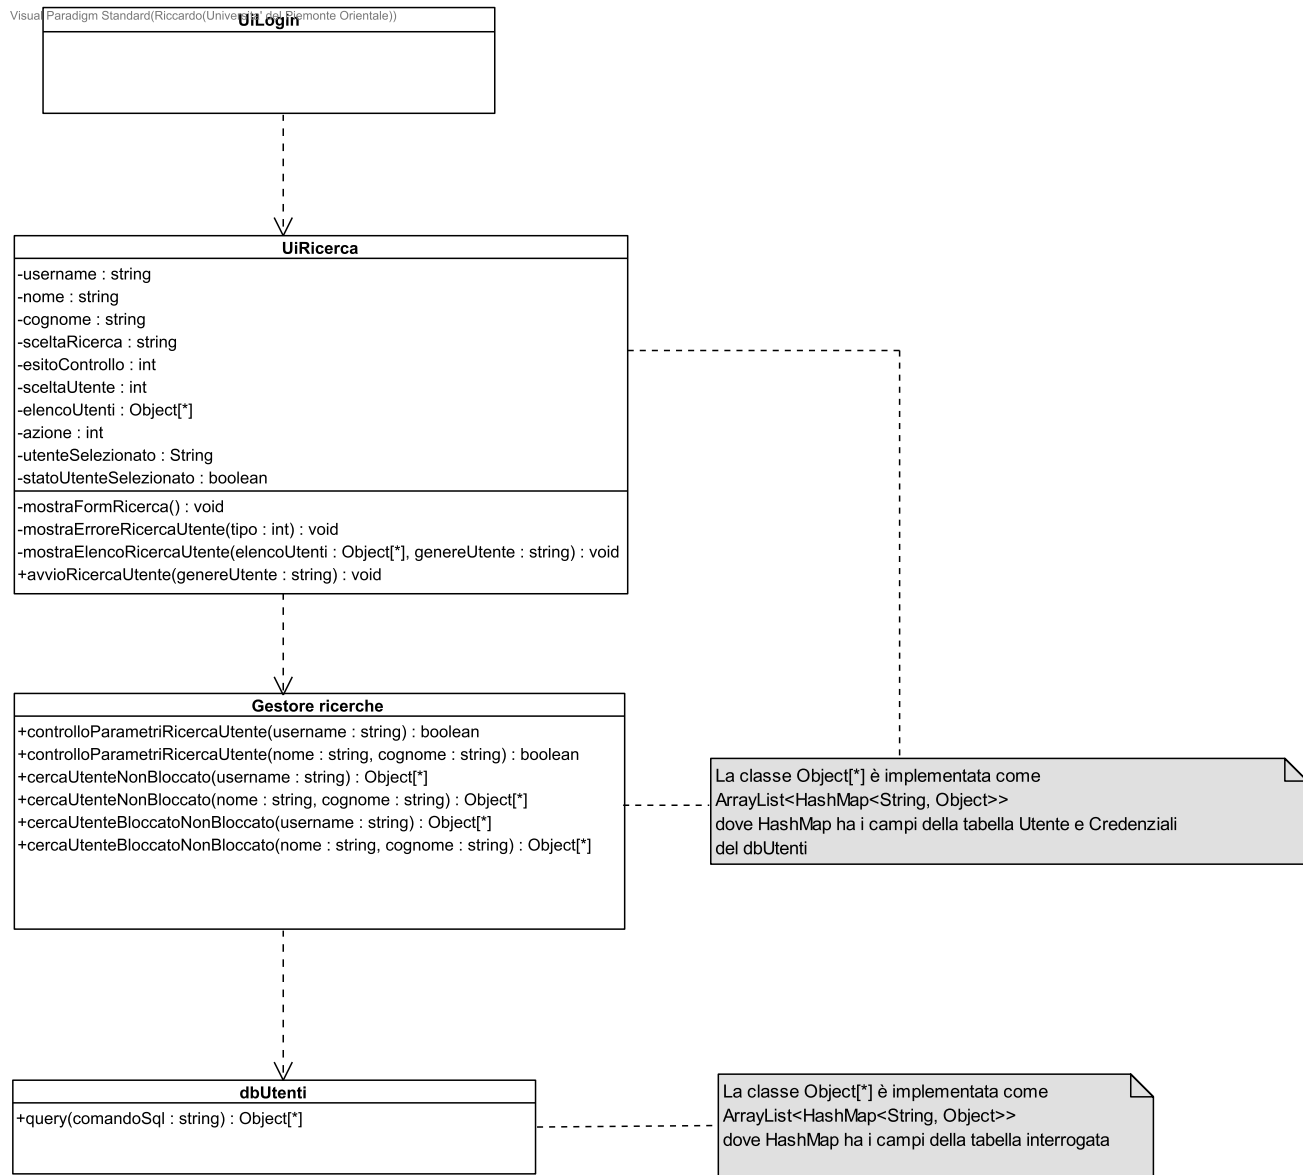 Visual Paradigm Standard(Riccardo(Universita' del Piemonte Orientale))
UiLogin
UiRicerca
-username : string
-nome : string
-cognome : string
-sceltaRicerca : string
-esitoControllo : int
-sceltaUtente : int
-elencoUtenti : Object[*]
-azione : int
-utenteSelezionato : String
-statoUtenteSelezionato : boolean
-mostraFormRicerca() : void
-mostraErroreRicercaUtente(tipo : int) : void
-mostraElencoRicercaUtente(elencoUtenti : Object[*], genereUtente : string) : void
+avvioRicercaUtente(genereUtente : string) : void
Gestore ricerche
+controlloParametriRicercaUtente(username : string) : boolean
+controlloParametriRicercaUtente(nome : string, cognome : string) : boolean
+cercaUtenteNonBloccato(username : string) : Object[*]
+cercaUtenteNonBloccato(nome : string, cognome : string) : Object[*]
+cercaUtenteBloccatoNonBloccato(username : string) : Object[*]
+cercaUtenteBloccatoNonBloccato(nome : string, cognome : string) : Object[*]
La classe Object[*] è implementata come
ArrayList<HashMap<String, Object>>
dove HashMap ha i campi della tabella Utente e Credenziali
del dbUtenti
dbUtenti
+query(comandoSql : string) : Object[*]
La classe Object[*] è implementata come
ArrayList<HashMap<String, Object>>
dove HashMap ha i campi della tabella interrogata